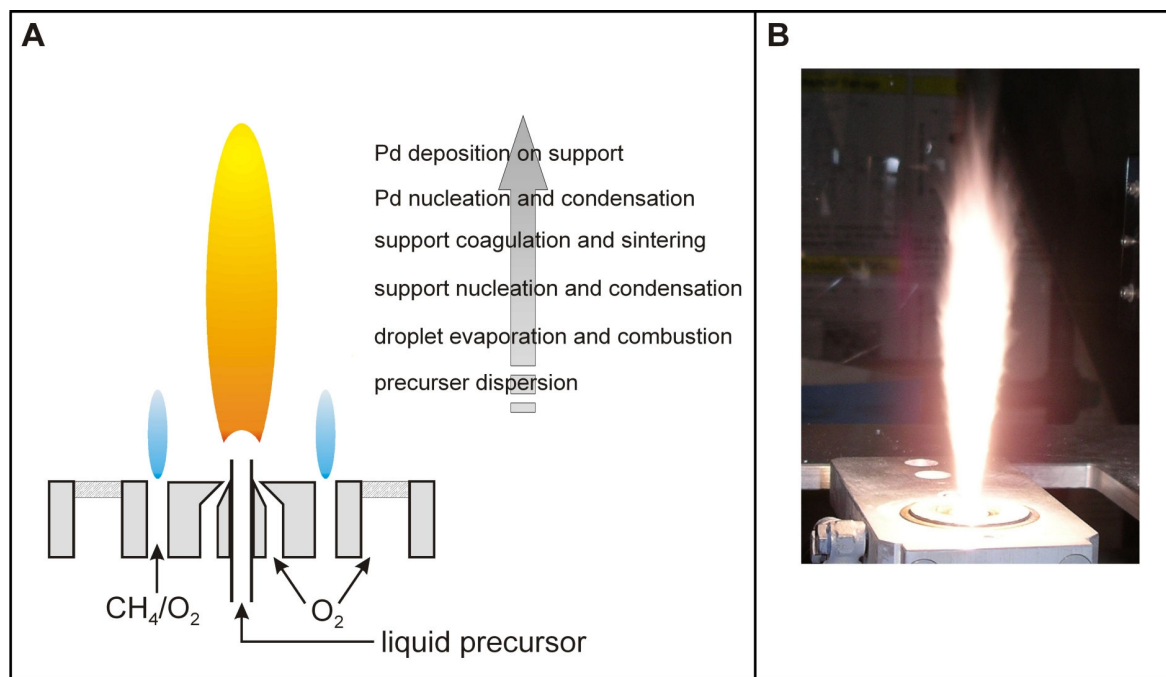 A
Pd deposition on support
Pd nucleation and condensation
support coagulation and sintering
support nucleation and condensation
droplet evaporation and combustion
precurser dispersion
CH₄/O₂
O₂
liquid precursor
B